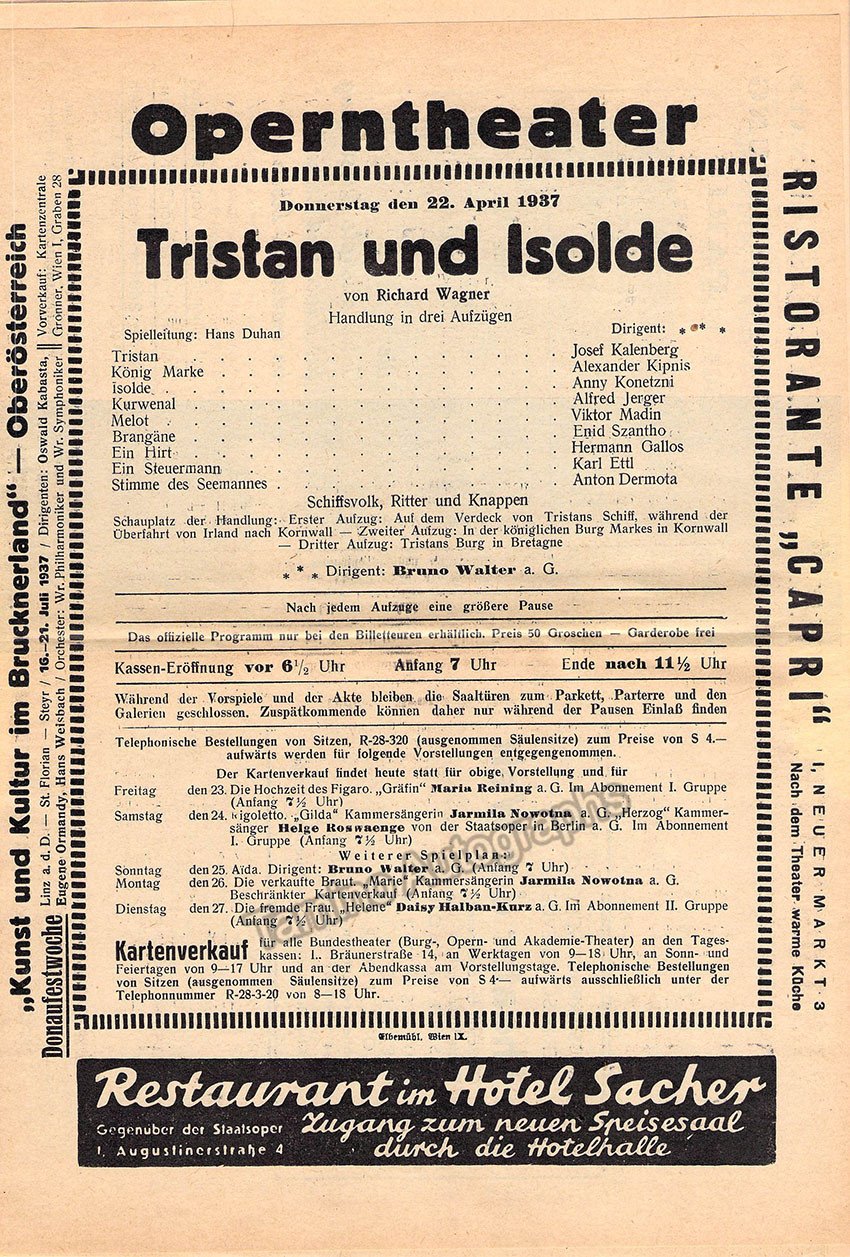 Operntheater
Donnerstag den 22. April 1937
Tristan und Isolde
von Richard Wagner
Handlung in drei Aufzügen
Spielleitung: Hans Duhan
Dirigent: * * * *
Tristan . . . . . . . . . . . . Josef Kalenberg
König Marke . . . . . . . . . . . . Alexander Kipnis
Isolde . . . . . . . . . . . . Anny Konetzni
Kurwenal . . . . . . . . . . . . Alfred Jerger
Melot . . . . . . . . . . . . Viktor Madin
Brangäne . . . . . . . . . . . . Enid Szantho
Ein Hirt . . . . . . . . . . . . Hermann Gallos
Ein Steuermann . . . . . . . . . . . . Karl Ettl
Stimme des Seemannes . . . . . . . . . . . . Anton Dermota
Schiffsvolk, Ritter und Knappen
Schauplatz der Handlung: Erster Aufzug: Auf dem Verdeck von Tristans Schiff, während der
Überfahrt von Irland nach Kornwall — Zweiter Aufzug: In der königlichen Burg Markes in Kornwall
— Dritter Aufzug: Tristans Burg in Bretagne
* * * Dirigent: Bruno Walter a. G.
Nach jedem Aufzuge eine größere Pause
Das offizielle Programm nur bei den Billetteuren erhältlich. Preis 50 Groschen — Garderobe frei
Kassen-Eröffnung vor 6½ Uhr Anfang 7 Uhr Ende nach 11½ Uhr
Während der Vorspiele und der Akte bleiben die Saaltüren zum Parkett, Parterre und den
Galerien geschlossen. Zuspätkommende können daher nur während der Pausen Einlaß finden
Telephonische Bestellungen von Sitzen, R-28-320 (ausgenommen Säulensitze) zum Preise von S 4.—
aufwärts werden für folgende Vorstellungen entgegengenommen.
Der Kartenverkauf findet heute statt für obige Vorstellung und für
Freitag den 23. Die Hochzeit des Figaro. „Gräfin“ Maria Reining a. G. Im Abonnement I. Gruppe
(Anfang 7½ Uhr)
Samstag den 24. Rigoletto. „Gilda“ Kammersängerin Jarmila Nowotna a. G. „Herzog“ Kammer-
sänger Helge Roswaenge von der Staatsoper in Berlin a. G. Im Abonnement
I. Gruppe (Anfang 7½ Uhr)
Weiterer Spielplan:
Sonntag den 25. Aïda. Dirigent: Bruno Walter a. G. (Anfang 7 Uhr)
Montag den 26. Die verkaufte Braut. „Marie“ Kammersängerin Jarmila Nowotna a. G.
Beschränkter Kartenverkauf (Anfang 7½ Uhr)
Dienstag den 27. Die fremde Frau. „Helene“ Daisy Halban-Kurz a. G. Im Abonnement II. Gruppe
(Anfang 7½ Uhr)
Kartenverkauf für alle Bundestheater (Burg-, Opern- und Akademie-Theater) an den Tages-
kassen: I., Bräunerstraße 14, an Werktagen von 9—18 Uhr, an Sonn- und
Feiertagen von 9—17 Uhr und an der Abendkassa am Vorstellungstage. Telephonische Bestellungen
von Sitzen (ausgenommen Säulensitze) zum Preise von S 4·— aufwärts ausschließlich unter der
Telephonnummer R-28-3-20 von 8—18 Uhr.
Elbemühl, Wien IX.
Restaurant im Hotel Sacher
Gegenüber der Staatsoper
I, Augustinerstraße 4
Zugang zum neuen Speisesaal
durch die Hotelhalle
„Kunst und Kultur im Brucknerland“ — Oberösterreich
Donaufestwoche Linz a. d. D. — St. Florian — Steyr / 16.—21. Juli 1937 / Dirigenten: Oswald Kabasta, Vorverkauf: Kartenzentrale
Eugene Ormandy, Hans Weisbach / Orchester: Wr. Philharmoniker und Wr. Symphoniker Gronner, Wien I, Graben 28
RISTORANTE „CAPRI“ I, NEUER MARKT 3
Nach dem Theater warme Küche
Tamino Autographs